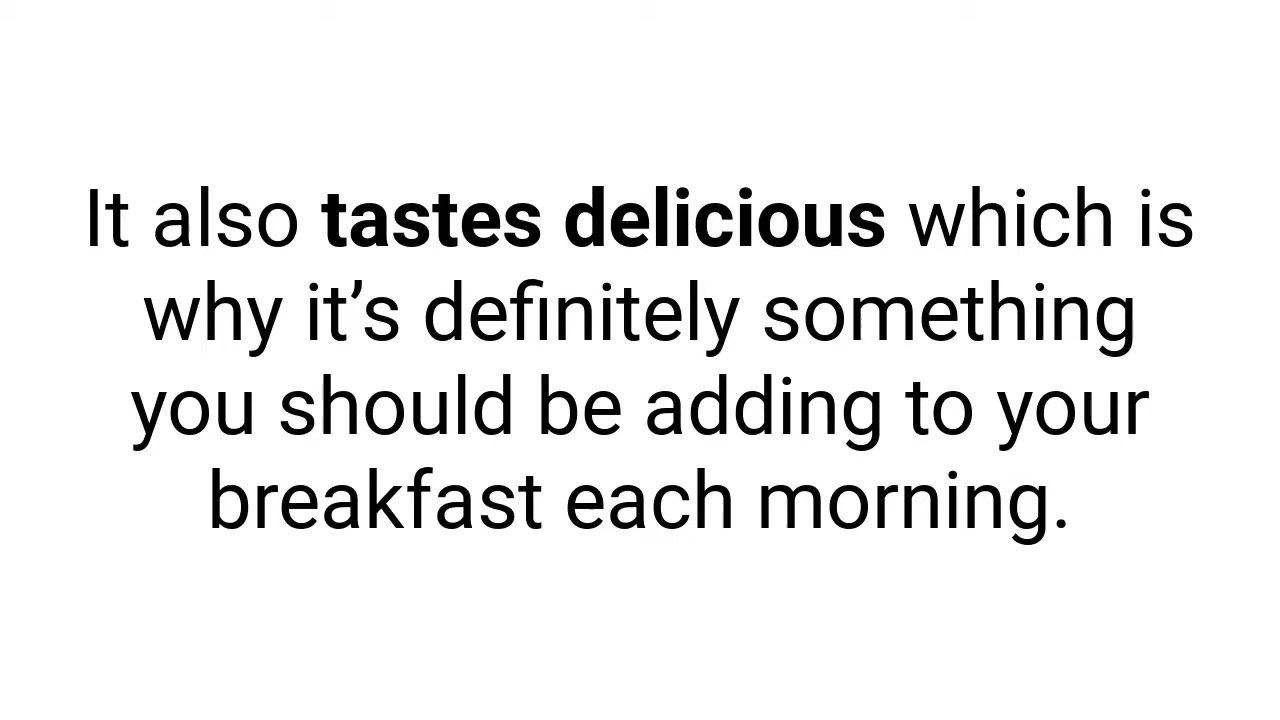 It also tastes delicious which is
why it’s definitely something
you should be adding to your
breakfast each morning.